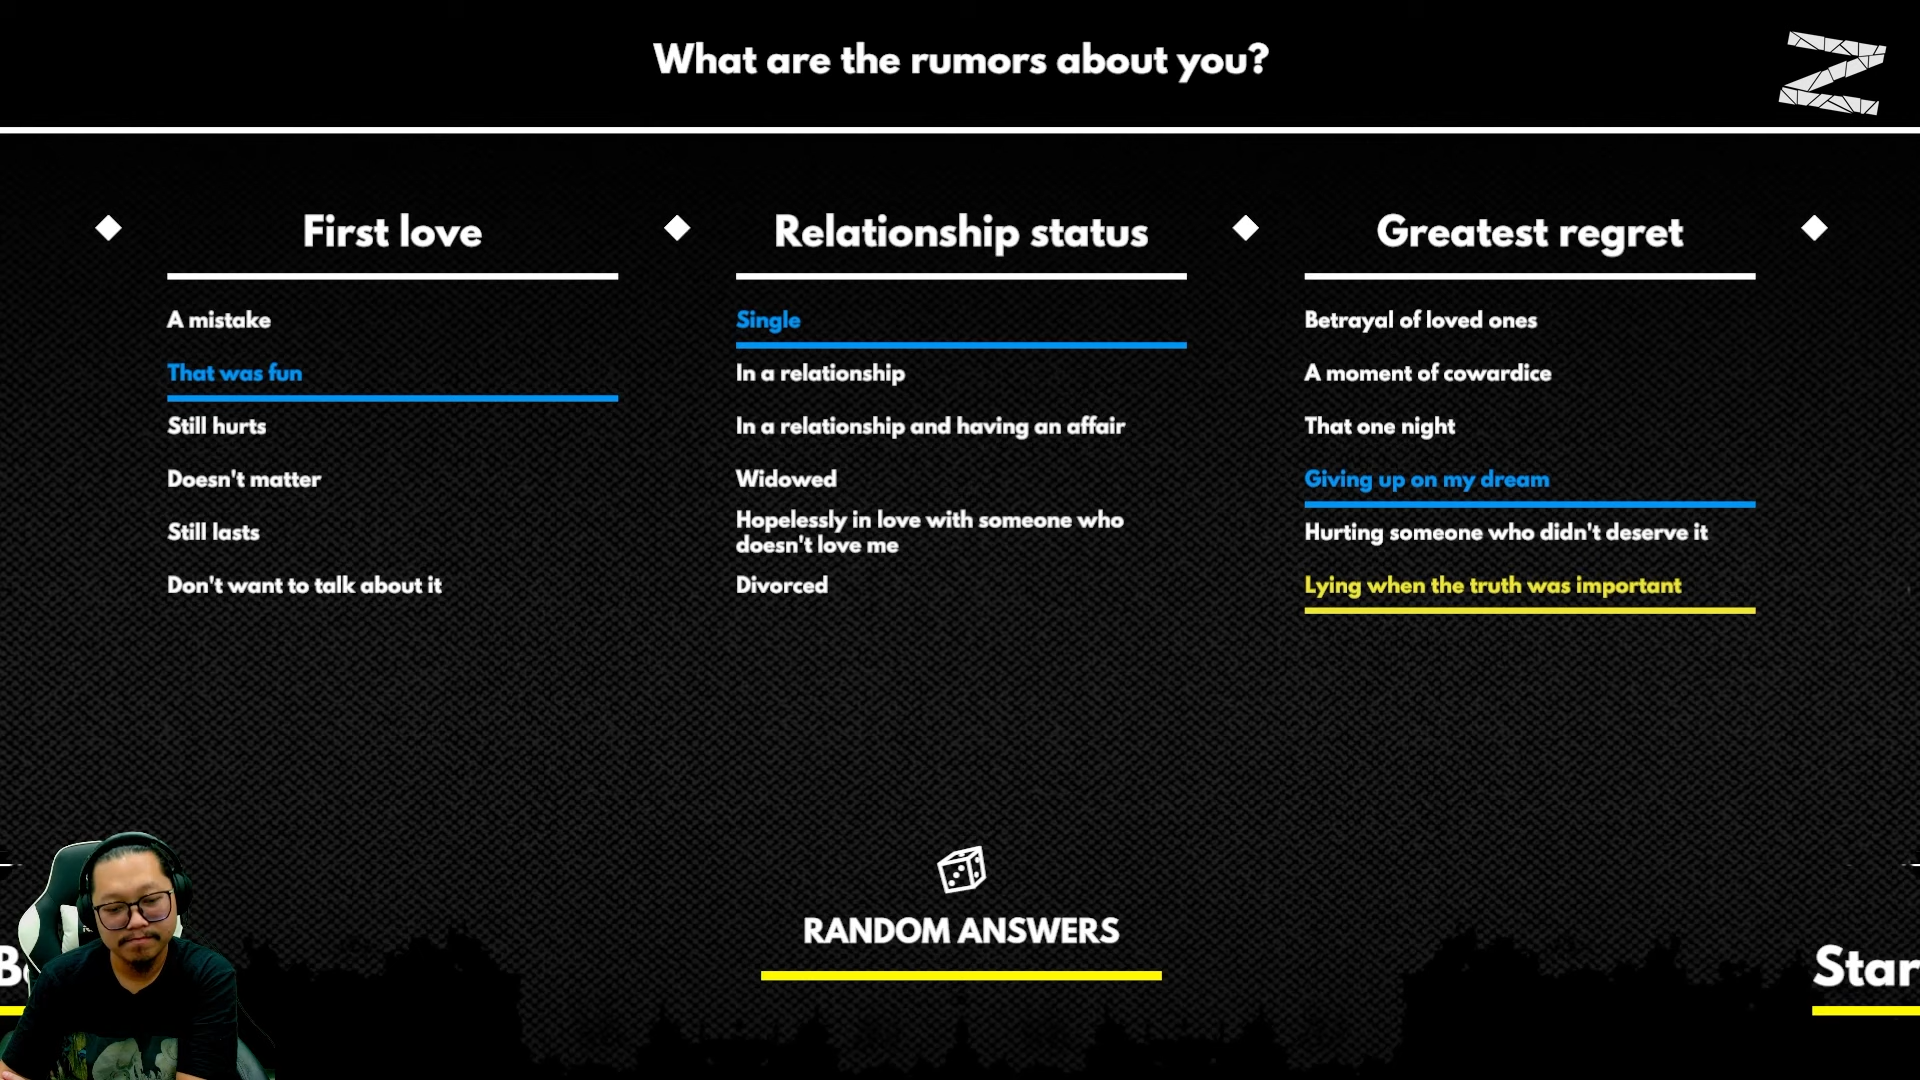 What are the rumors about you?
First love
A mistake
That was fun
Still hurts
Doesn't matter
Still lasts
Don't want to talk about it
Relationship status
Single
In a relationship
In a relationship and having an affair
Widowed
Hopelessly in love with someone who
doesn't love me
Divorced
Greatest regret
Betrayal of loved ones
A moment of cowardice
That one night
Giving up on my dream
Hurting someone who didn't deserve it
Lying when the truth was important
RANDOM ANSWERS
Star